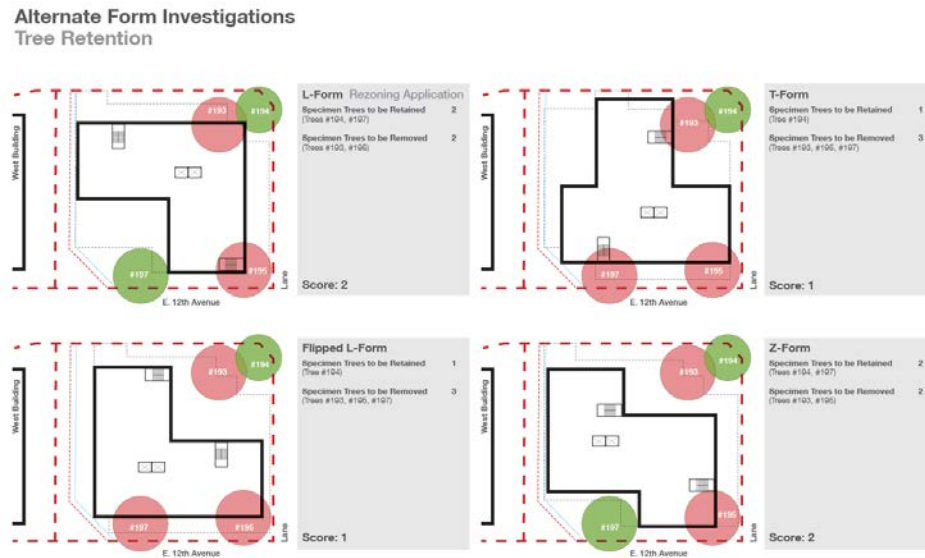 Alternate Form Investigations
Tree Retention
L-Form Rezoning Application
Specimen Trees to be Retained 2
(Trees #194, #197)
Specimen Trees to be Removed 2
(Trees #193, #195)
Score: 2
West Building
#193
#194
#197
#195
Lane
E. 12th Avenue
T-Form
Specimen Trees to be Retained 1
(Tree #194)
Specimen Trees to be Removed 3
(Trees #193, #195, #197)
Score: 1
West Building
#193
#194
#197
#195
Lane
E. 12th Avenue
Flipped L-Form
Specimen Trees to be Retained 1
(Tree #194)
Specimen Trees to be Removed 3
(Trees #193, #195, #197)
Score: 1
West Building
#193
#194
#197
#195
Lane
E. 12th Avenue
Z-Form
Specimen Trees to be Retained 2
(Trees #194, #197)
Specimen Trees to be Removed 2
(Trees #193, #195)
Score: 2
West Building
#193
#194
#197
#195
Lane
E. 12th Avenue